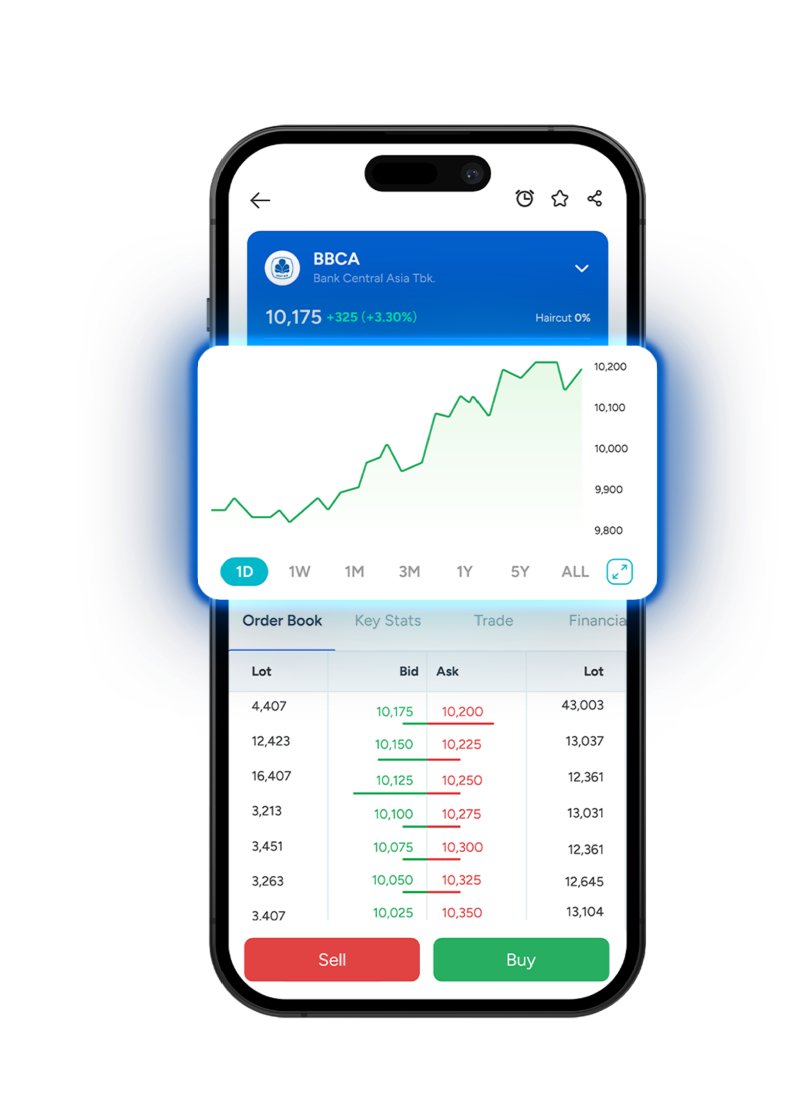 BBCA
Bank Central Asia Tbk.
10,175 +325 (+3.30%) Haircut 0%
10,200
10,100
10,000
9,900
9,800
1D 1W 1M 3M 1Y 5Y ALL
Order Book Key Stats Trade Financia
Lot Bid Ask Lot
4,407 10,175 10,200 43,003
12,423 10,150 10,225 13,037
16,407 10,125 10,250 12,361
3,213 10,100 10,275 13,031
3,451 10,075 10,300 12,361
3,263 10,050 10,325 12,645
3.407 10,025 10,350 13,104
Sell Buy